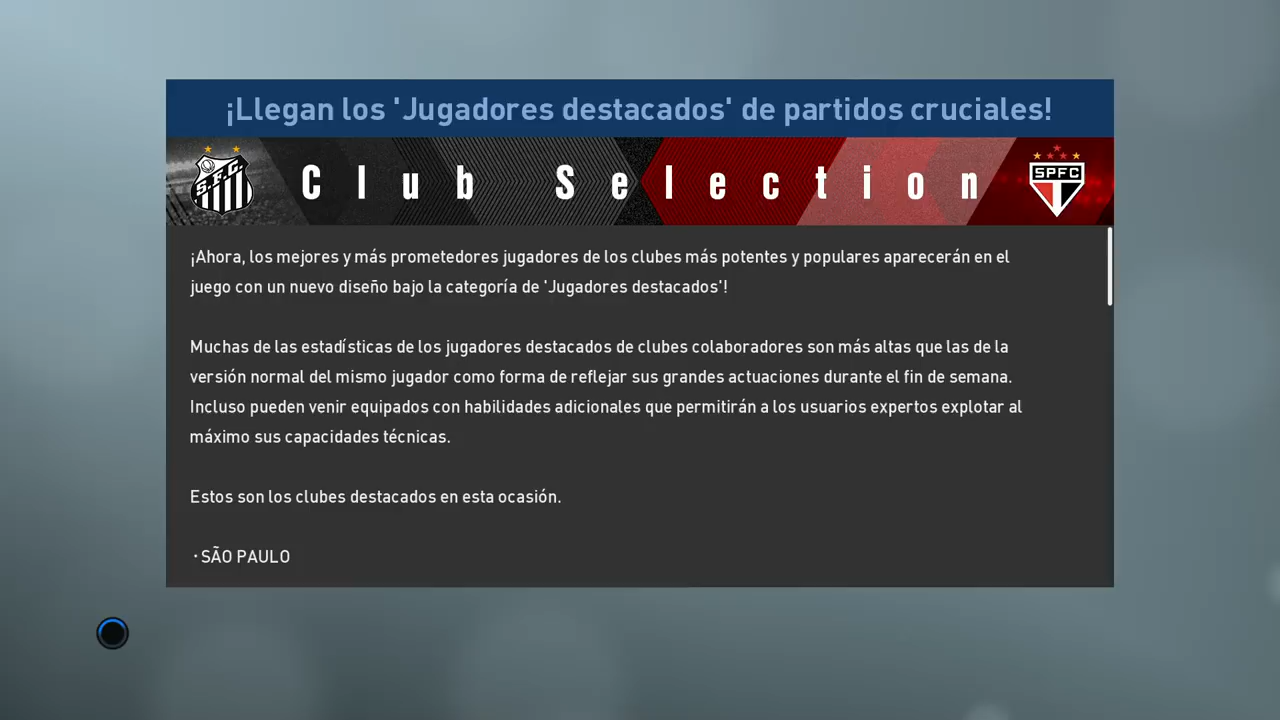 ¡Llegan los 'Jugadores destacados' de partidos cruciales!
S.F.C.
Club Selection
SPFC
¡Ahora, los mejores y más prometedores jugadores de los clubes más potentes y populares aparecerán en el
juego con un nuevo diseño bajo la categoría de 'Jugadores destacados'!
Muchas de las estadísticas de los jugadores destacados de clubes colaboradores son más altas que las de la
versión normal del mismo jugador como forma de reflejar sus grandes actuaciones durante el fin de semana.
Incluso pueden venir equipados con habilidades adicionales que permitirán a los usuarios expertos explotar al
máximo sus capacidades técnicas.
Estos son los clubes destacados en esta ocasión.
・SÃO PAULO